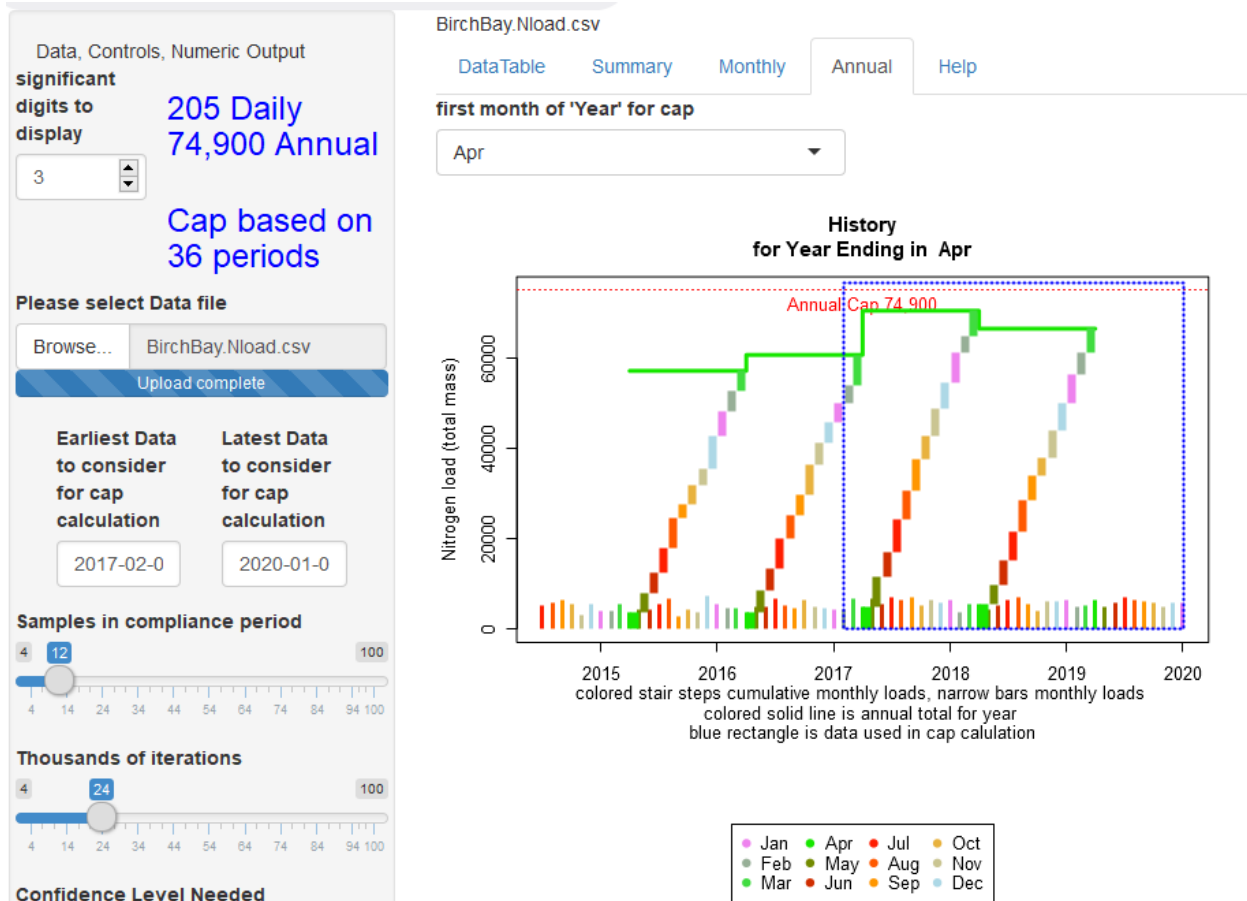 Data, Controls, Numeric Output
significant
digits to
display
3
205 Daily
74,900 Annual
Cap based on
36 periods
Please select Data file
Browse...
BirchBay.Nload.csv
Upload complete
Earliest Data
to consider
for cap
calculation
2017-02-0
Latest Data
to consider
for cap
calculation
2020-01-0
Samples in compliance period
4 12 100
4 14 24 34 44 54 64 74 84 94 100
Thousands of iterations
4 24 100
4 14 24 34 44 54 64 74 84 94 100
Confidence Level Needed
BirchBay.Nload.csv
DataTable Summary Monthly Annual Help
first month of 'Year' for cap
Apr
History
for Year Ending in Apr
Annual Cap 74,900
Nitrogen load (total mass)
60000
40000
20000
0
2015 2016 2017 2018 2019 2020
colored stair steps cumulative monthly loads, narrow bars monthly loads
colored solid line is annual total for year
blue rectangle is data used in cap calulation
Jan Apr Jul Oct
Feb May Aug Nov
Mar Jun Sep Dec